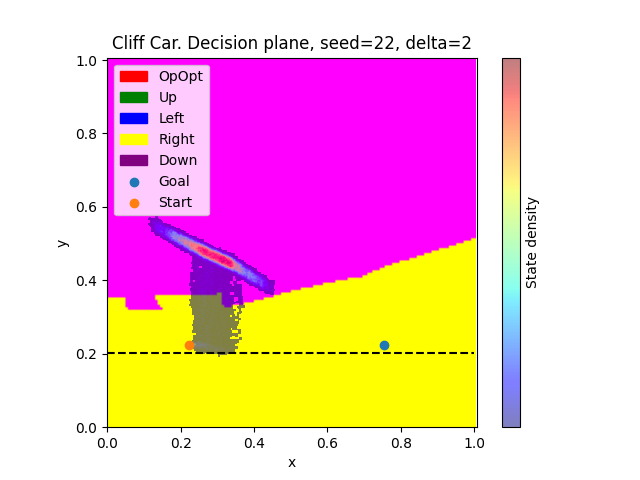 Cliff Car. Decision plane, seed=22, delta=2
OpOpt
Up
Left
Right
Down
Goal
Start
1.0
0.8
0.6
0.4
0.2
0.0
y
0.0 0.2 0.4 0.6 0.8 1.0
x
State density